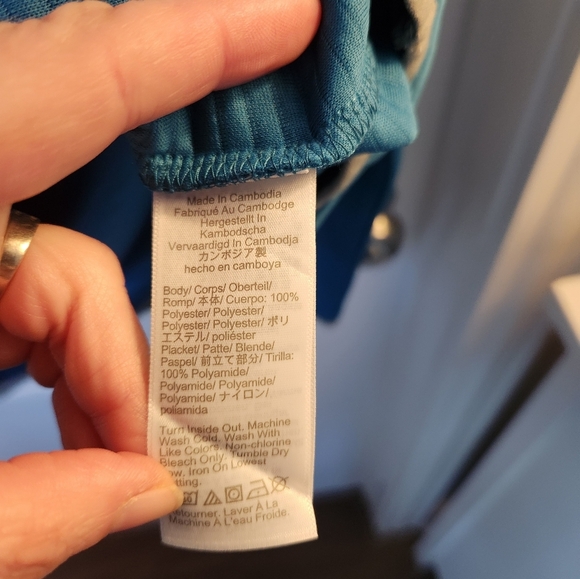 Made In Cambodia
Fabriqué Au Cambodge
Hergestellt In
Kambodscha
Vervaardigd In Cambodja
カンボジア製
hecho en camboya
Body/ Corps/ Oberteil/
Romp/ 本体/ Cuerpo: 100%
Polyester/ Polyester/
Polyester/ Polyester/ ポリ
エステル/ poliéster
Placket/ Patte/ Blende/
Paspel/ 前立て部分/ Tirilla:
100% Polyamide/
Polyamide/ Polyamide/
Polyamide/ ナイロン/
poliamida
Turn Inside Out. Machine
Wash Cold. Wash With
Like Colors. Non-chlorine
Bleach Only. Tumble Dry
Iron On Lowest
À La
Machine À L'eau Froide.